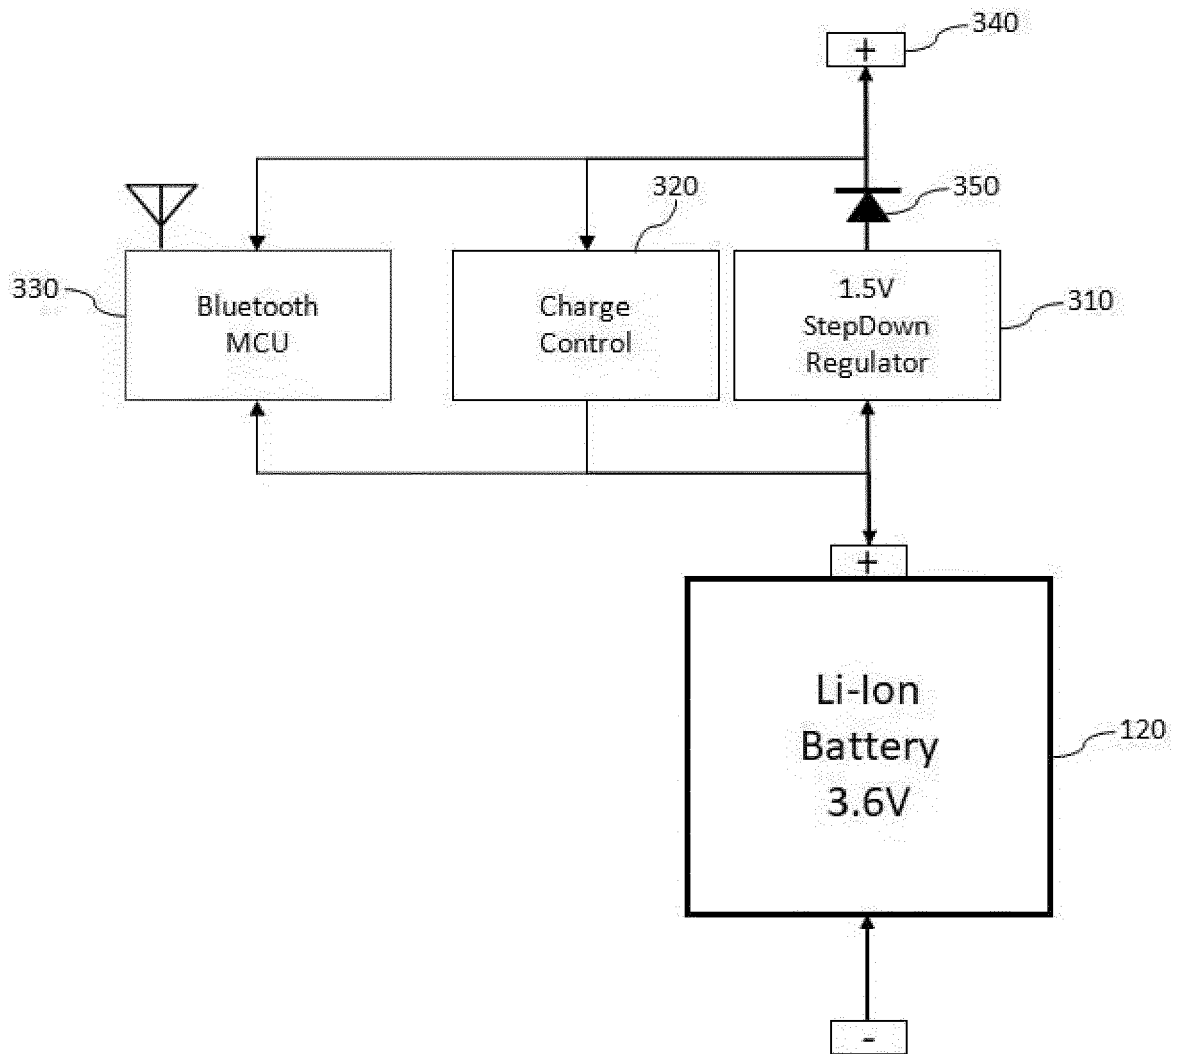 +
340
320
350
330
Bluetooth
MCU
Charge
Control
1.5V
StepDown
Regulator
310
+
Li-Ion
Battery
3.6V
120
-